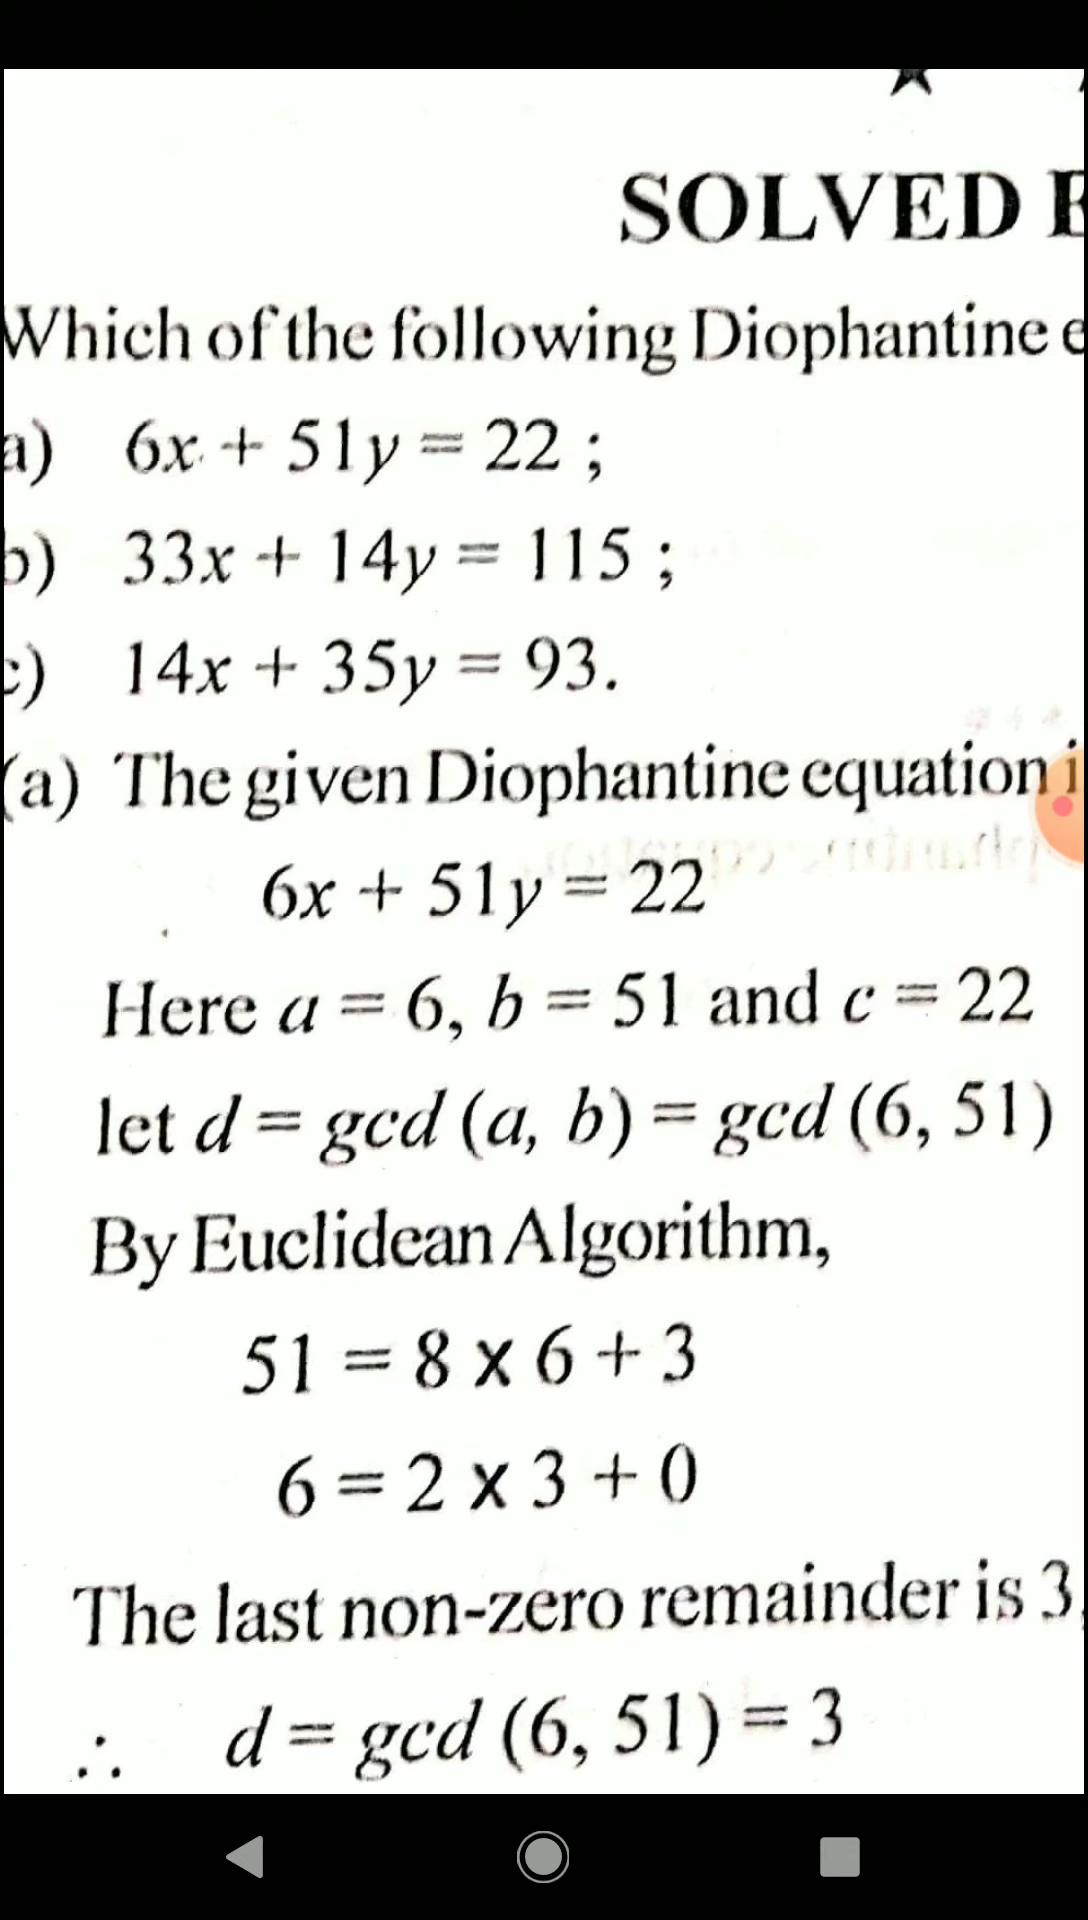 SOLVED E
Which of the following Diophantine e
a) 6x + 51y = 22 ;
b) 33x + 14y = 115 ;
c) 14x + 35y = 93.
(a) The given Diophantine equation i
6x + 51y = 22
Here a = 6, b = 51 and c = 22
let d = gcd (a, b) = gcd (6, 51)
By Euclidean Algorithm,
51 = 8 x 6 + 3
6 = 2 x 3 + 0
The last non-zero remainder is 3,
∴ d = gcd (6, 51) = 3